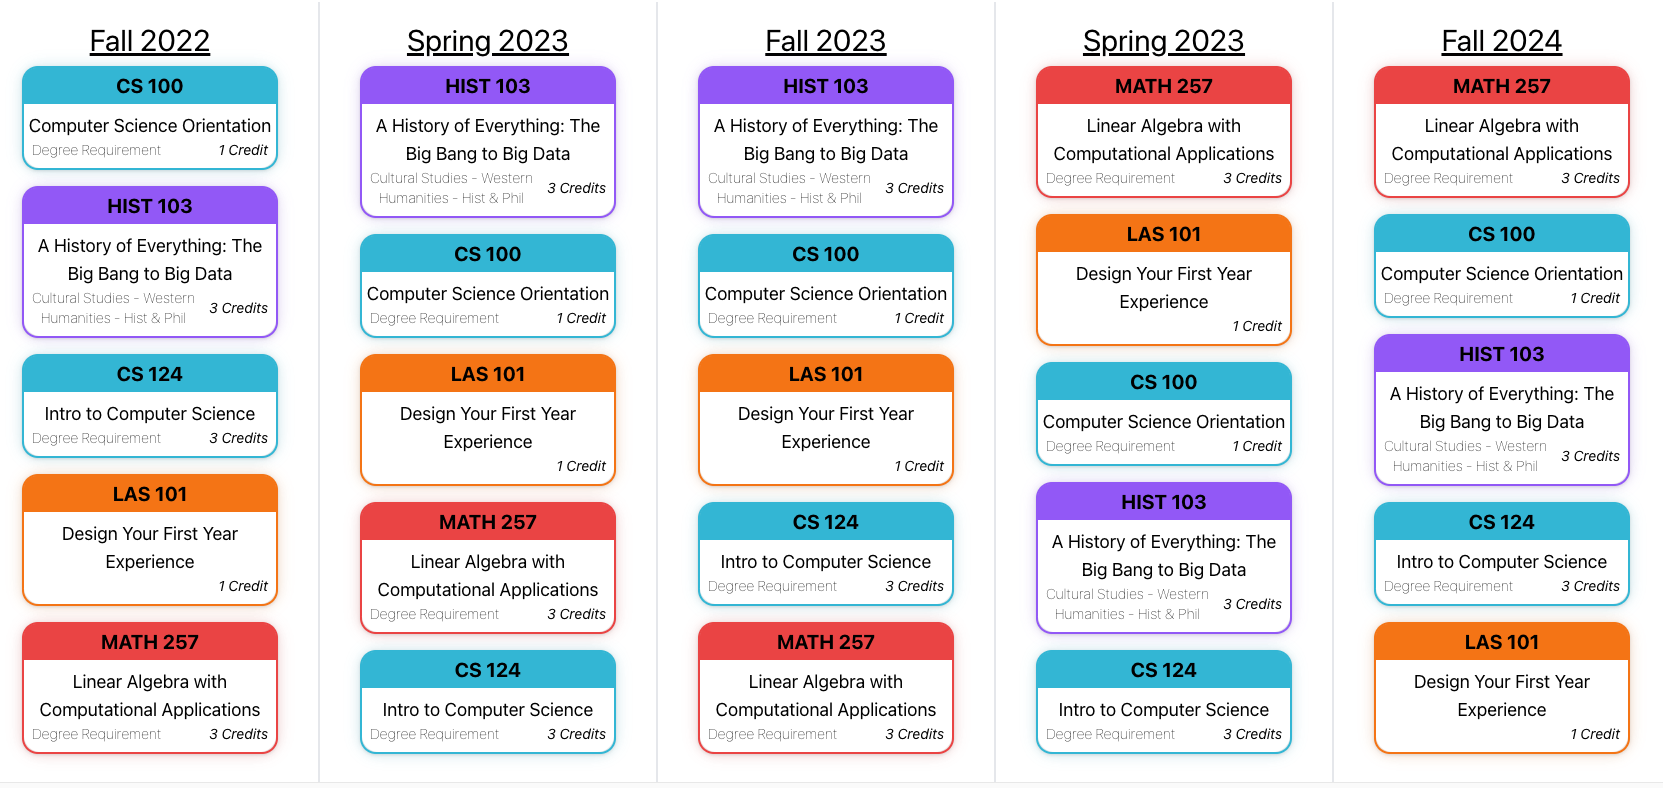 Fall 2022
CS 100
Computer Science Orientation
Degree Requirement 1 Credit
HIST 103
A History of Everything: The
Big Bang to Big Data
Cultural Studies - Western
Humanities - Hist & Phil
3 Credits
CS 124
Intro to Computer Science
Degree Requirement 3 Credits
LAS 101
Design Your First Year
Experience
1 Credit
MATH 257
Linear Algebra with
Computational Applications
Degree Requirement 3 Credits
Spring 2023
HIST 103
A History of Everything: The
Big Bang to Big Data
Cultural Studies - Western
Humanities - Hist & Phil
3 Credits
CS 100
Computer Science Orientation
Degree Requirement 1 Credit
LAS 101
Design Your First Year
Experience
1 Credit
MATH 257
Linear Algebra with
Computational Applications
Degree Requirement 3 Credits
CS 124
Intro to Computer Science
Degree Requirement 3 Credits
Fall 2023
HIST 103
A History of Everything: The
Big Bang to Big Data
Cultural Studies - Western
Humanities - Hist & Phil
3 Credits
CS 100
Computer Science Orientation
Degree Requirement 1 Credit
LAS 101
Design Your First Year
Experience
1 Credit
CS 124
Intro to Computer Science
Degree Requirement 3 Credits
MATH 257
Linear Algebra with
Computational Applications
Degree Requirement 3 Credits
Spring 2023
MATH 257
Linear Algebra with
Computational Applications
Degree Requirement 3 Credits
LAS 101
Design Your First Year
Experience
1 Credit
CS 100
Computer Science Orientation
Degree Requirement 1 Credit
HIST 103
A History of Everything: The
Big Bang to Big Data
Cultural Studies - Western
Humanities - Hist & Phil
3 Credits
CS 124
Intro to Computer Science
Degree Requirement 3 Credits
Fall 2024
MATH 257
Linear Algebra with
Computational Applications
Degree Requirement 3 Credits
CS 100
Computer Science Orientation
Degree Requirement 1 Credit
HIST 103
A History of Everything: The
Big Bang to Big Data
Cultural Studies - Western
Humanities - Hist & Phil
3 Credits
CS 124
Intro to Computer Science
Degree Requirement 3 Credits
LAS 101
Design Your First Year
Experience
1 Credit